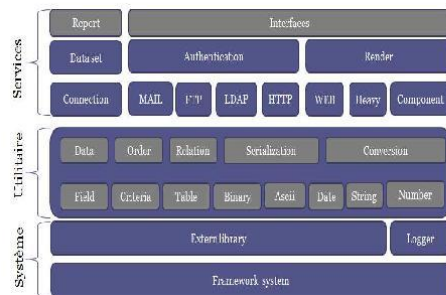 Services
Report Interfaces
Dataset Authentication Render
Connection MAIL FTP LDAP HTTP WEB Heavy Component
Utilitaire
Data Order Relation Serialization Conversion
Field Criteria Table Binary Ascii Date String Number
Système
Extern library Logger
Framework system